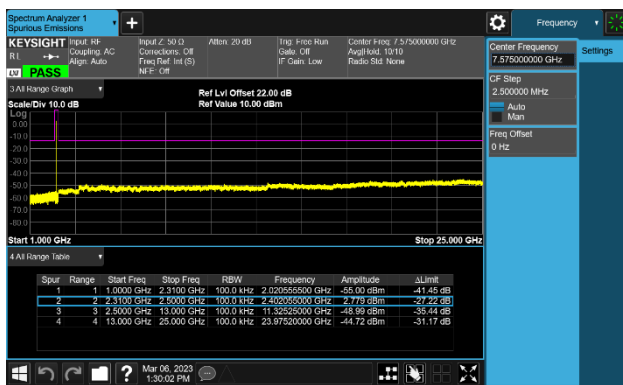 Spectrum Analyzer 1
Spurious Emissions
Frequency
KEYSIGHT
Input: RF
Coupling: AC
Align: Auto
Input Z: 50 Ω
Corrections: Off
Freq Ref: Int (S)
NFE: Off
Atten: 20 dB
Trig: Free Run
Gate: Off
IF Gain: Low
Center Freq: 7.575000000 GHz
Avg|Hold: 10/10
Radio Std: None
R L
LXI
PASS
Center Frequency
7.575000000 GHz
Settings
CF Step
2.500000 MHz
Auto
Man
Freq Offset
0 Hz
3 All Range Graph
Ref Lvl Offset 22.00 dB
Scale/Div 10.0 dB
Ref Value 10.00 dBm
Log
0.00
-10.0
-20.0
-30.0
-40.0
-50.0
-60.0
-70.0
-80.0
Start 1.000 GHz
Stop 25.000 GHz
4 All Range Table
Spur Range Start Freq Stop Freq RBW Frequency Amplitude ΔLimit
1 1 1.0000 GHz 2.3100 GHz 100.0 kHz 2.020555500 GHz -55.00 dBm -41.45 dB
2 2 2.3100 GHz 2.5000 GHz 100.0 kHz 2.402055000 GHz 2.779 dBm -27.22 dB
3 3 2.5000 GHz 13.000 GHz 100.0 kHz 11.32525000 GHz -48.99 dBm -35.44 dB
4 4 13.000 GHz 25.000 GHz 100.0 kHz 23.97520000 GHz -44.72 dBm -31.17 dB
?
Mar 06, 2023
1:30:02 PM